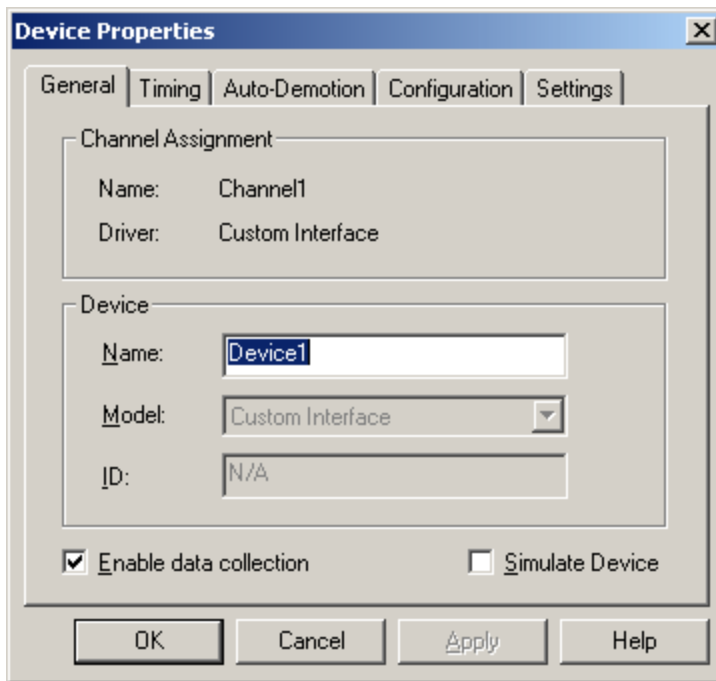 Device Properties
General Timing Auto-Demotion Configuration Settings
Channel Assignment
Name: Channel1
Driver: Custom Interface
Device
Name: Device1
Model: Custom Interface
ID: N/A
Enable data collection Simulate Device
OK Cancel Apply Help